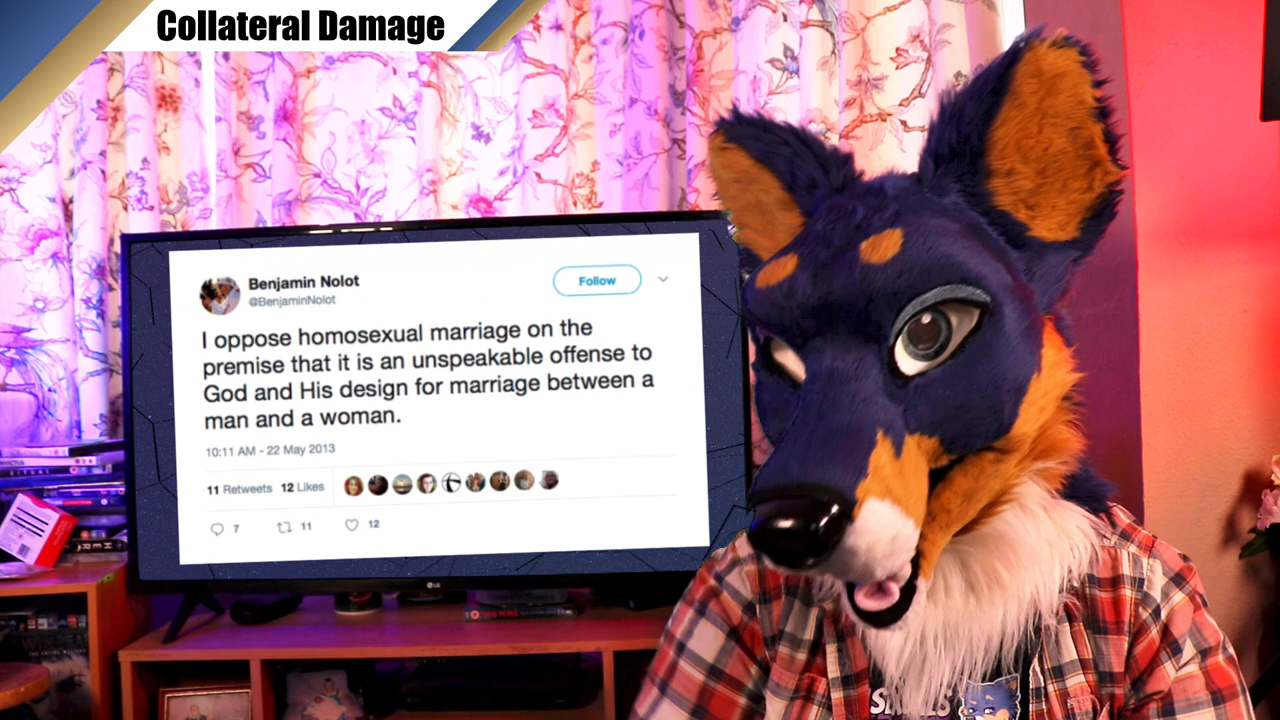 Collateral Damage
Benjamin Nolot
@BenjaminNolot
Follow
I oppose homosexual marriage on the
premise that it is an unspeakable offense to
God and His design for marriage between a
man and a woman.
10:11 AM - 22 May 2013
11 Retweets 12 Likes
7 11 12
LG